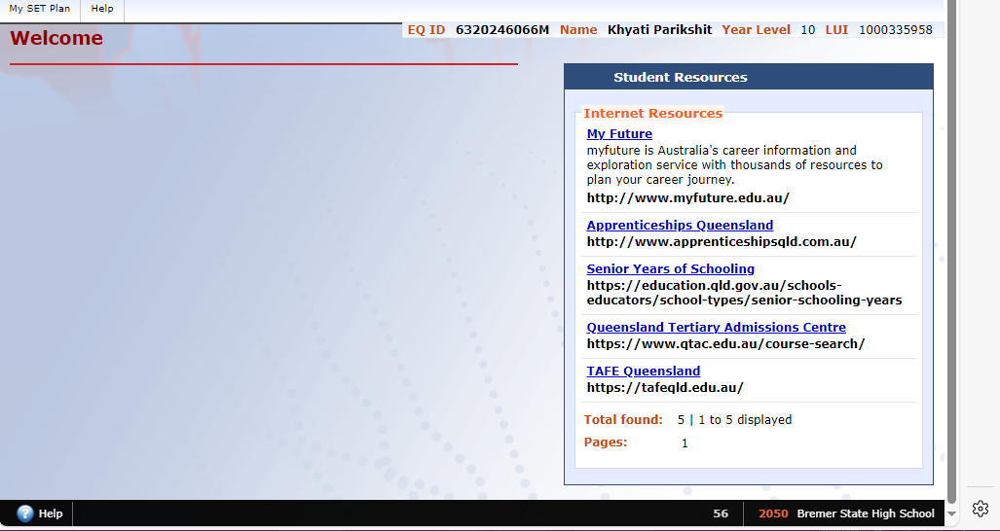 My SET Plan Help
Welcome
EQ ID 6320246066M Name Khyati Parikshit Year Level 10 LUI 1000335958
Student Resources
Internet Resources
My Future
myfuture is Australia's career information and
exploration service with thousands of resources to
plan your career journey.
http://www.myfuture.edu.au/
Apprenticeships Queensland
http://www.apprenticeshipsqld.com.au/
Senior Years of Schooling
https://education.qld.gov.au/schools-
educators/school-types/senior-schooling-years
Queensland Tertiary Admissions Centre
https://www.qtac.edu.au/course-search/
TAFE Queensland
https://tafeqld.edu.au/
Total found: 5 | 1 to 5 displayed
Pages: 1
? Help 56 2050 Bremer State High School